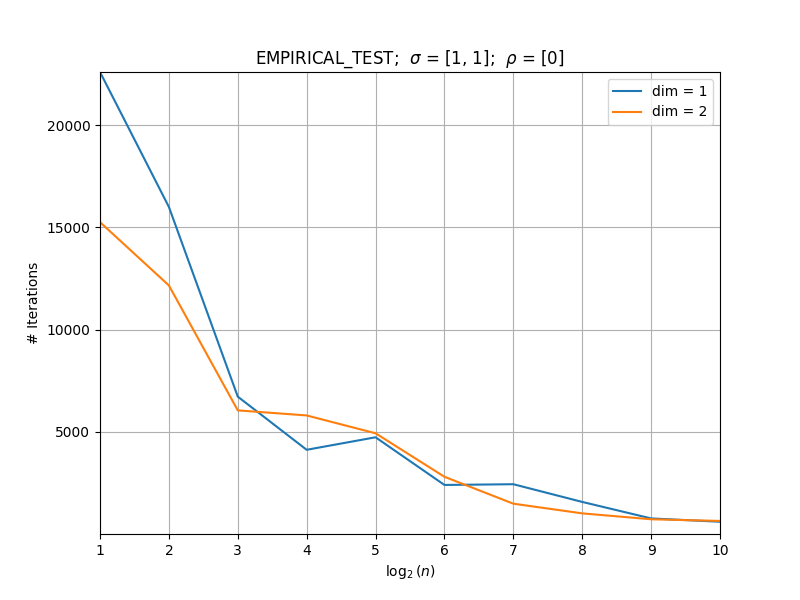 EMPIRICAL_TEST; σ = [1, 1]; ρ = [0]
dim = 1
dim = 2
20000
15000
10000
5000
# Iterations
1 2 3 4 5 6 7 8 9 10
log₂(n)